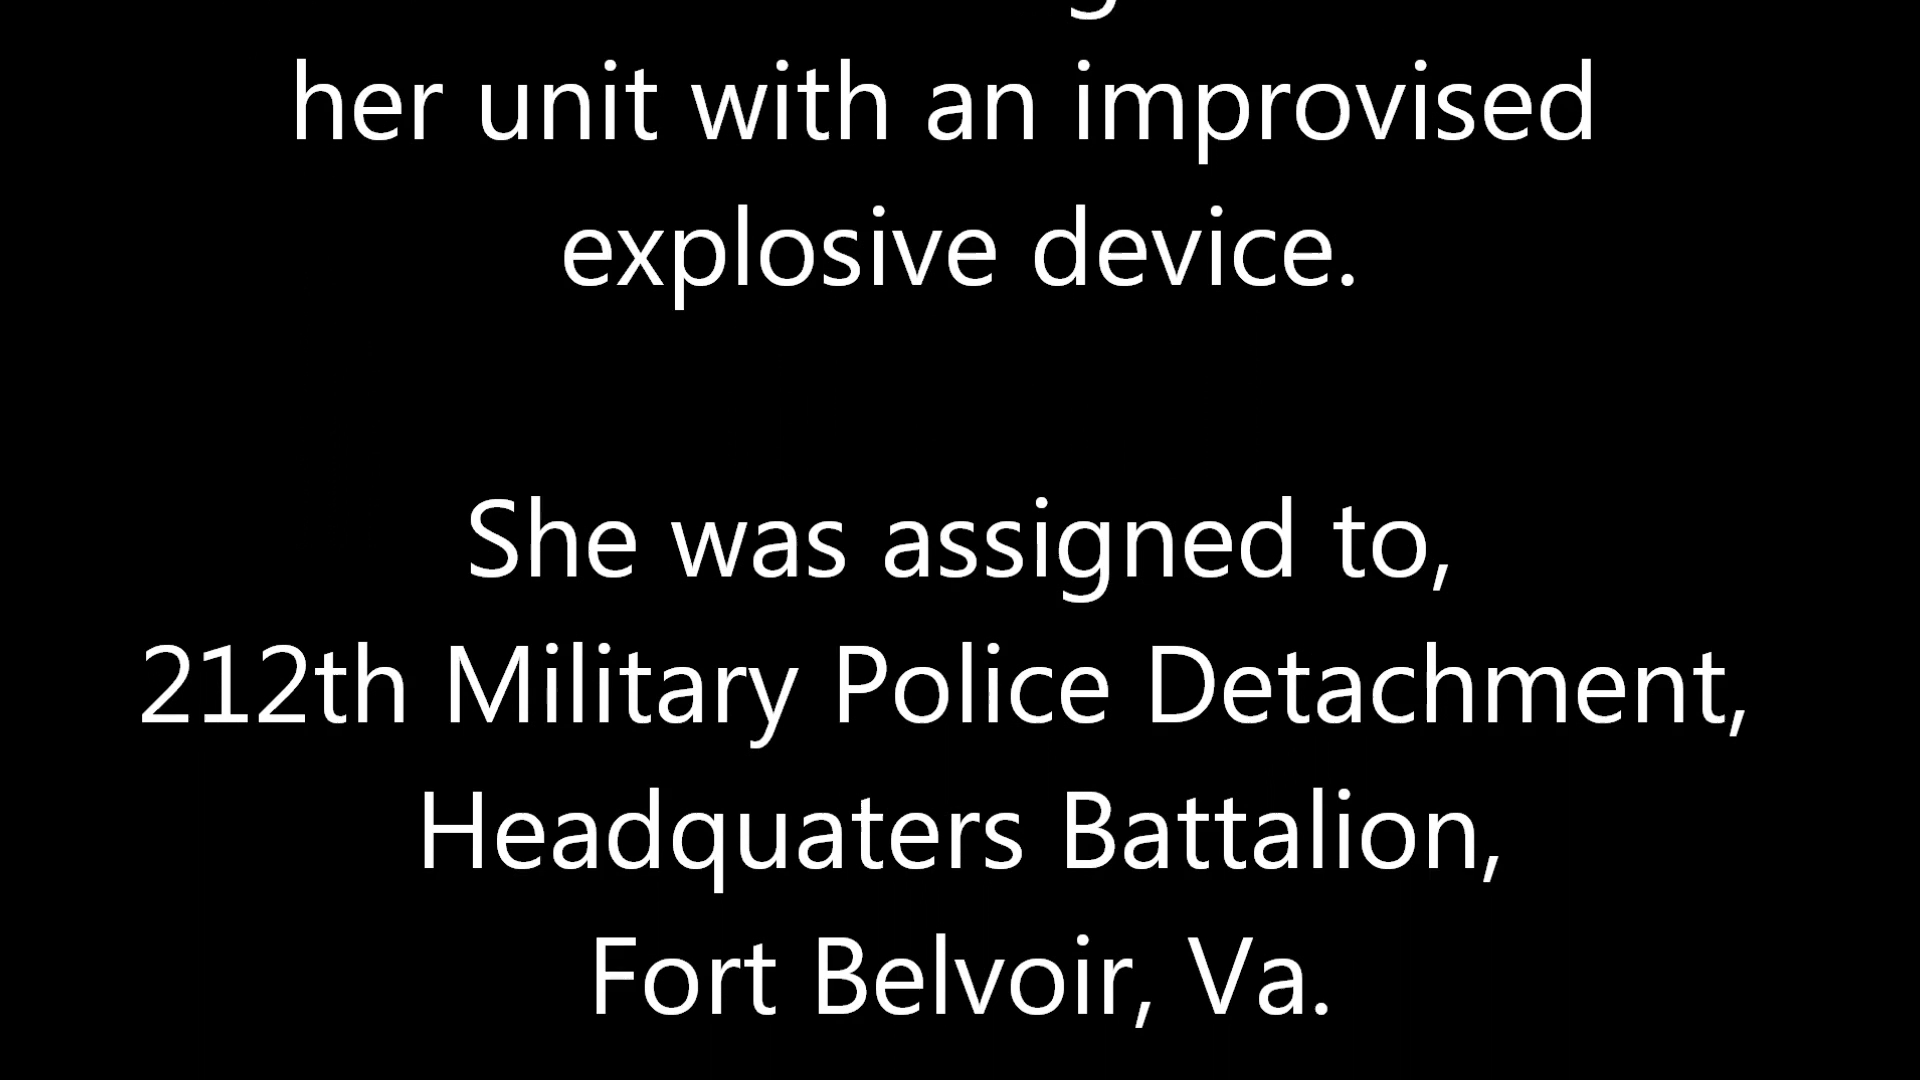 her unit with an improvised
explosive device.
She was assigned to,
212th Military Police Detachment,
Headquaters Battalion,
Fort Belvoir, Va.